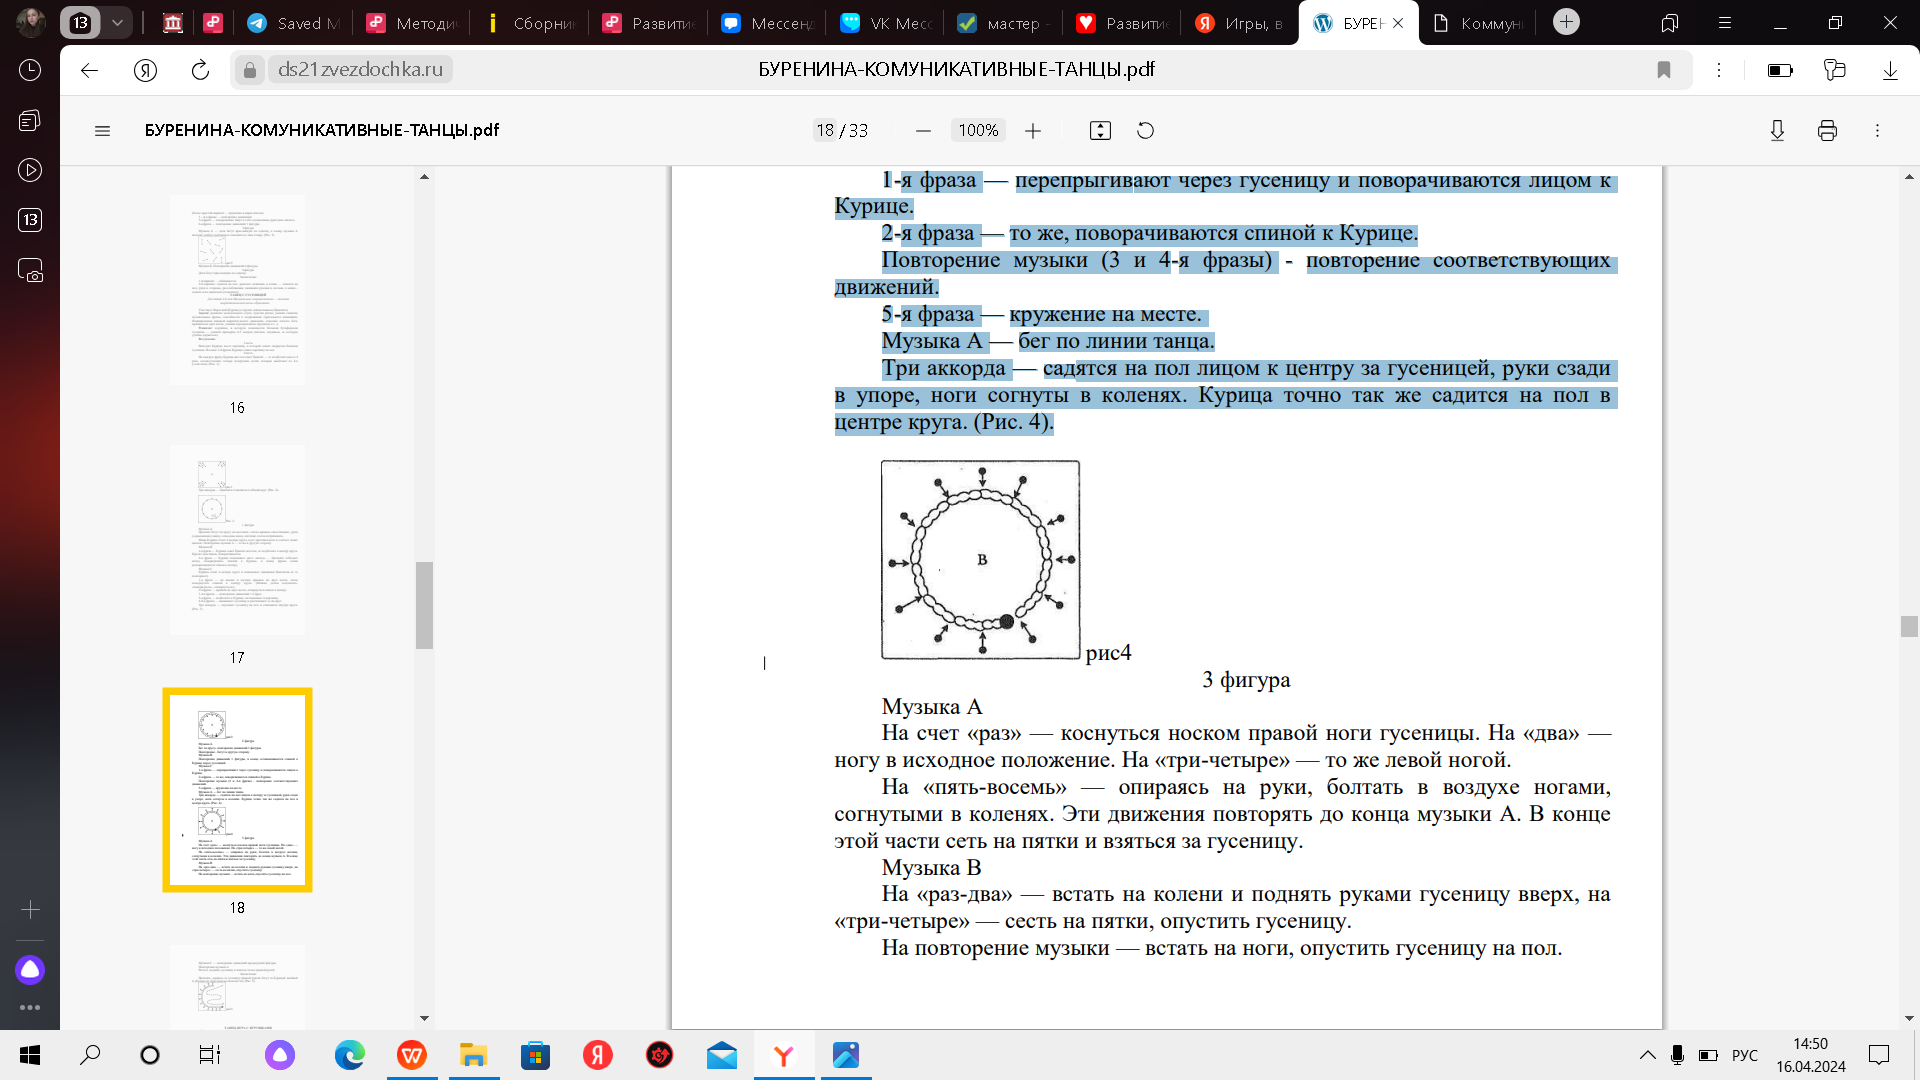 13
Saved M
Методич
Сборник
Развитие
Мессенд
VK Месс
мастер -
Развитие
Игры, в
БУРЕН
Комму
ds21zvezdochka.ru
БУРЕНИНА-КОМУНИКАТИВНЫЕ-ТАНЦЫ.pdf
БУРЕНИНА-КОМУНИКАТИВНЫЕ-ТАНЦЫ.pdf
18 / 33
100%
13
16
17
18
1-я фраза — перепрыгивают через гусеницу и поворачиваются лицом к
Курице.
2-я фраза — то же, поворачиваются спиной к Курице.
Повторение музыки (3 и 4-я фразы) - повторение соответствующих
движений.
5-я фраза — кружение на месте.
Музыка А — бег по линии танца.
Три аккорда — садятся на пол лицом к центру за гусеницей, руки сзади
в упоре, ноги согнуты в коленях. Курица точно так же садится на пол в
центре круга. (Рис. 4).
В
рис4
3 фигура
Музыка А
На счет «раз» — коснуться носком правой ноги гусеницы. На «два» —
ногу в исходное положение. На «три-четыре» — то же левой ногой.
На «пять-восемь» — опираясь на руки, болтать в воздухе ногами,
согнутыми в коленях. Эти движения повторять до конца музыки А. В конце
этой части сеть на пятки и взяться за гусеницу.
Музыка В
На «раз-два» — встать на колени и поднять руками гусеницу вверх, на
«три-четыре» — сесть на пятки, опустить гусеницу.
На повторение музыки — встать на ноги, опустить гусеницу на пол.
РУС
14:50
16.04.2024